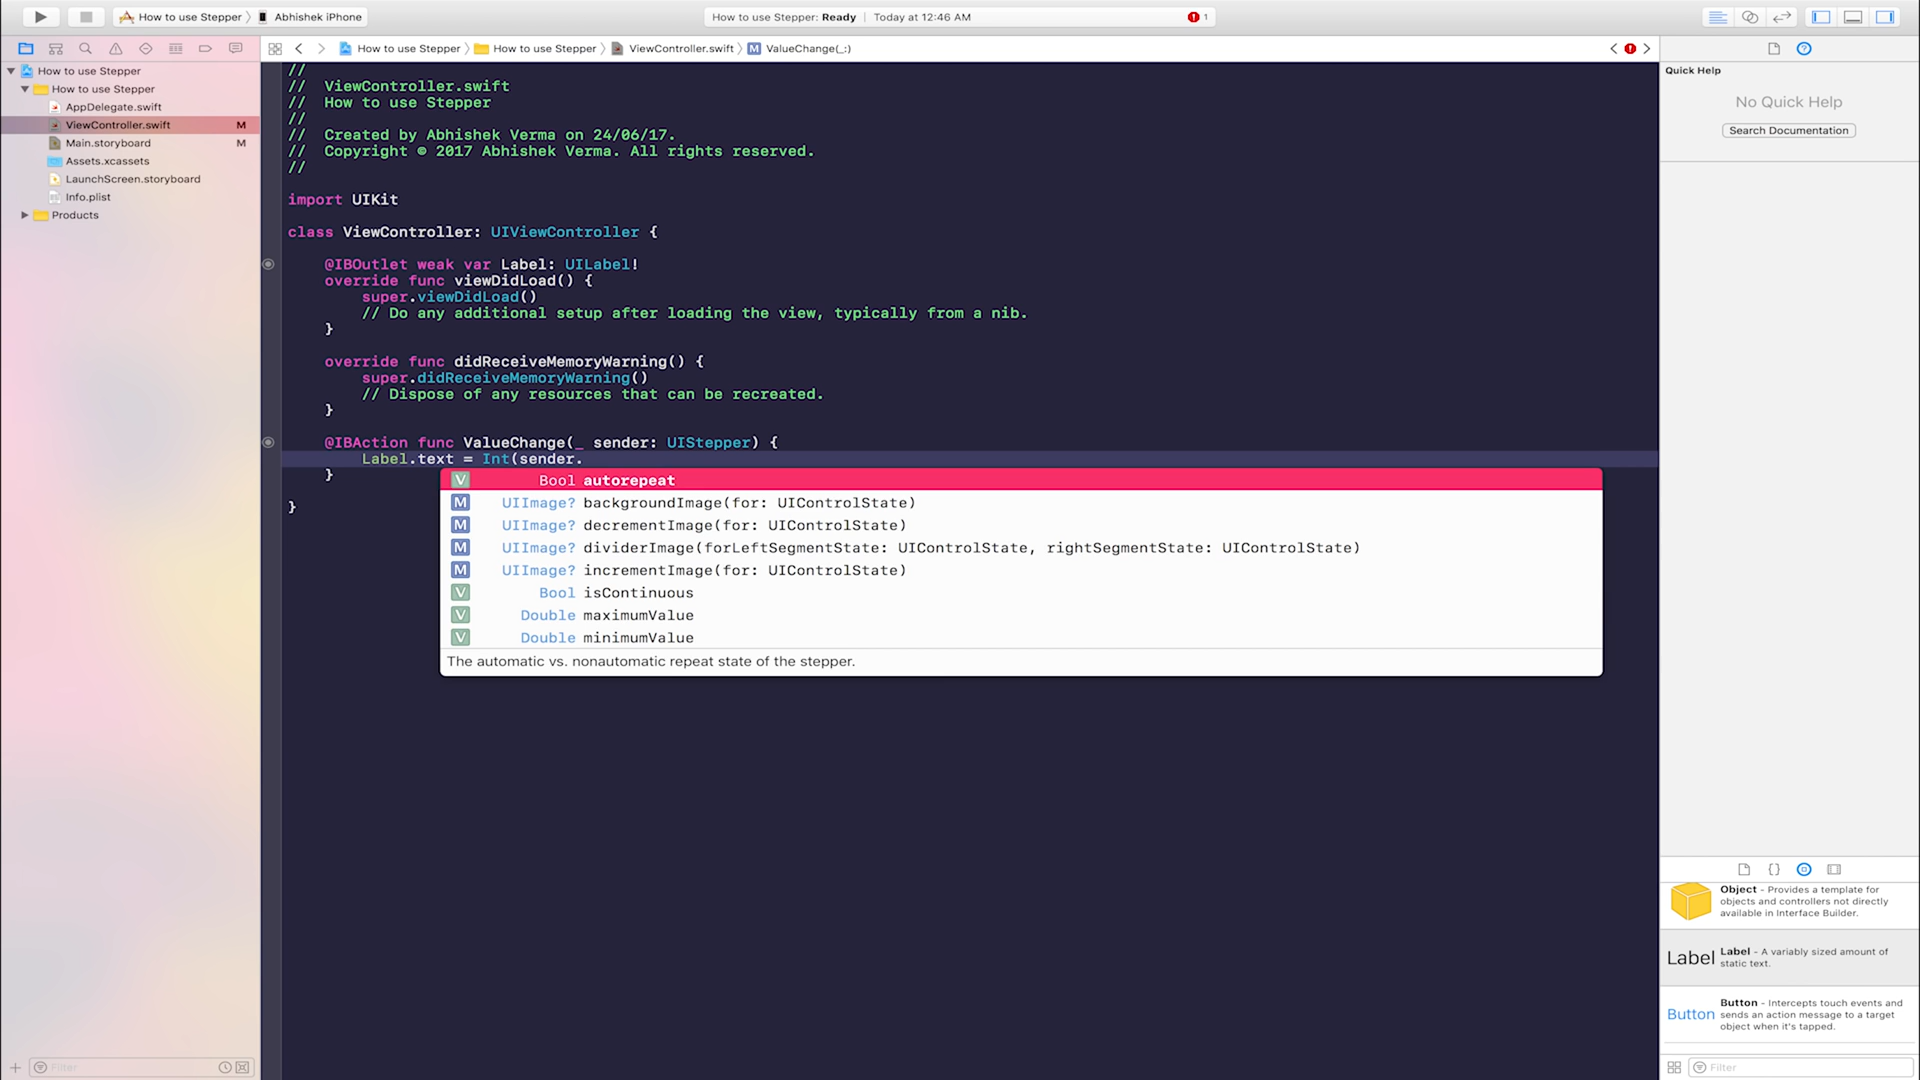 How to use Stepper Abhishek iPhone
How to use Stepper: Ready Today at 12:46 AM
1
How to use Stepper How to use Stepper ViewController.swift M ValueChange(_:)
How to use Stepper
How to use Stepper
AppDelegate.swift
ViewController.swift M
Main.storyboard M
Assets.xcassets
LaunchScreen.storyboard
Info.plist
Products
Filter
//
// ViewController.swift
// How to use Stepper
//
// Created by Abhishek Verma on 24/06/17.
// Copyright © 2017 Abhishek Verma. All rights reserved.
//
import UIKit
class ViewController: UIViewController {
@IBOutlet weak var Label: UILabel!
override func viewDidLoad() {
super.viewDidLoad()
// Do any additional setup after loading the view, typically from a nib.
}
override func didReceiveMemoryWarning() {
super.didReceiveMemoryWarning()
// Dispose of any resources that can be recreated.
}
@IBAction func ValueChange(_ sender: UIStepper) {
Label.text = Int(sender.
}
}
V Bool autorepeat
M UIImage? backgroundImage(for: UIControlState)
M UIImage? decrementImage(for: UIControlState)
M UIImage? dividerImage(forLeftSegmentState: UIControlState, rightSegmentState: UIControlState)
M UIImage? incrementImage(for: UIControlState)
V Bool isContinuous
V Double maximumValue
V Double minimumValue
The automatic vs. nonautomatic repeat state of the stepper.
Quick Help
No Quick Help
Search Documentation
Object - Provides a template for
objects and controllers not directly
available in Interface Builder.
Label
Label - A variably sized amount of
static text.
Button
Button - Intercepts touch events and
sends an action message to a target
object when it's tapped.
Filter